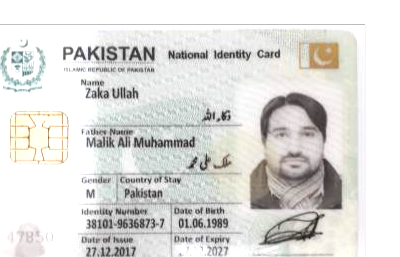 PAKISTAN National Identity Card
ISLAMIC REPUBLIC OF PAKISTAN
Name
Zaka Ullah
ذکاء اللہ
Father Name
Malik Ali Muhammad
ملک علی محمد
Gender Country of Stay
M Pakistan
Identity Number Date of Birth
38101-9636873-7 01.06.1989
Date of Issue Date of Expiry
27.12.2017 2027
47850